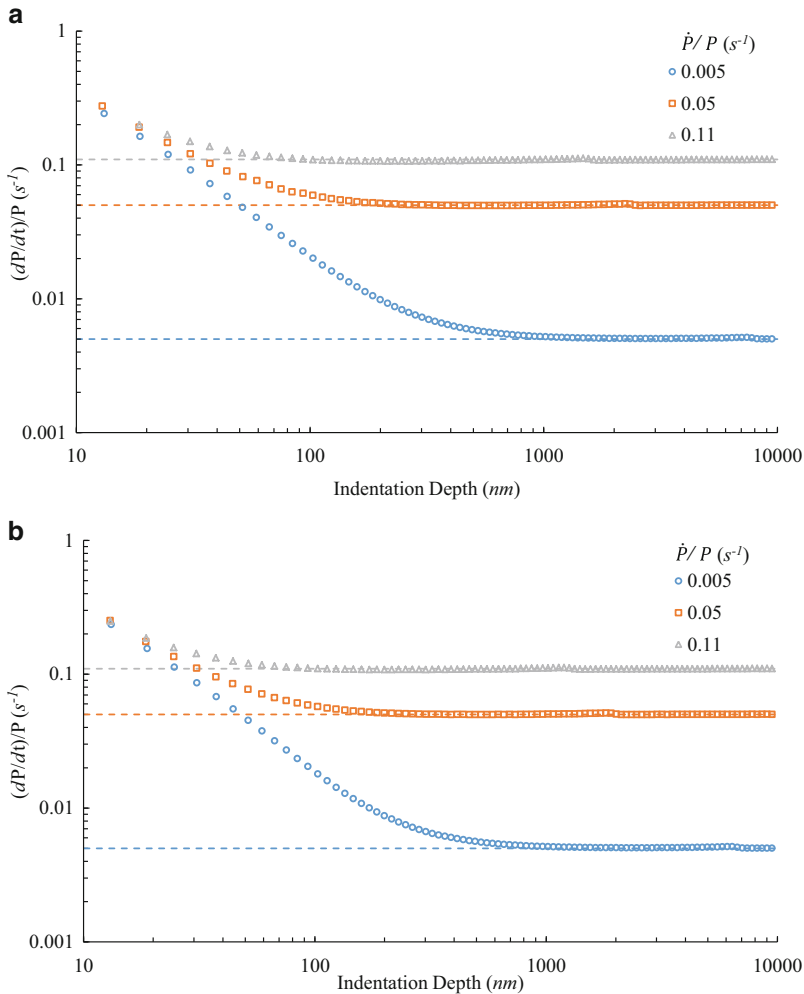 a
1
0.1
0.01
0.001
(dP/dt)/P (s⁻¹)
Ṗ/ P (s⁻¹)
0.005
0.05
0.11
10
100
1000
10000
Indentation Depth (nm)
b
1
0.1
0.01
0.001
(dP/dt)/P (s⁻¹)
Ṗ/ P (s⁻¹)
0.005
0.05
0.11
10
100
1000
10000
Indentation Depth (nm)